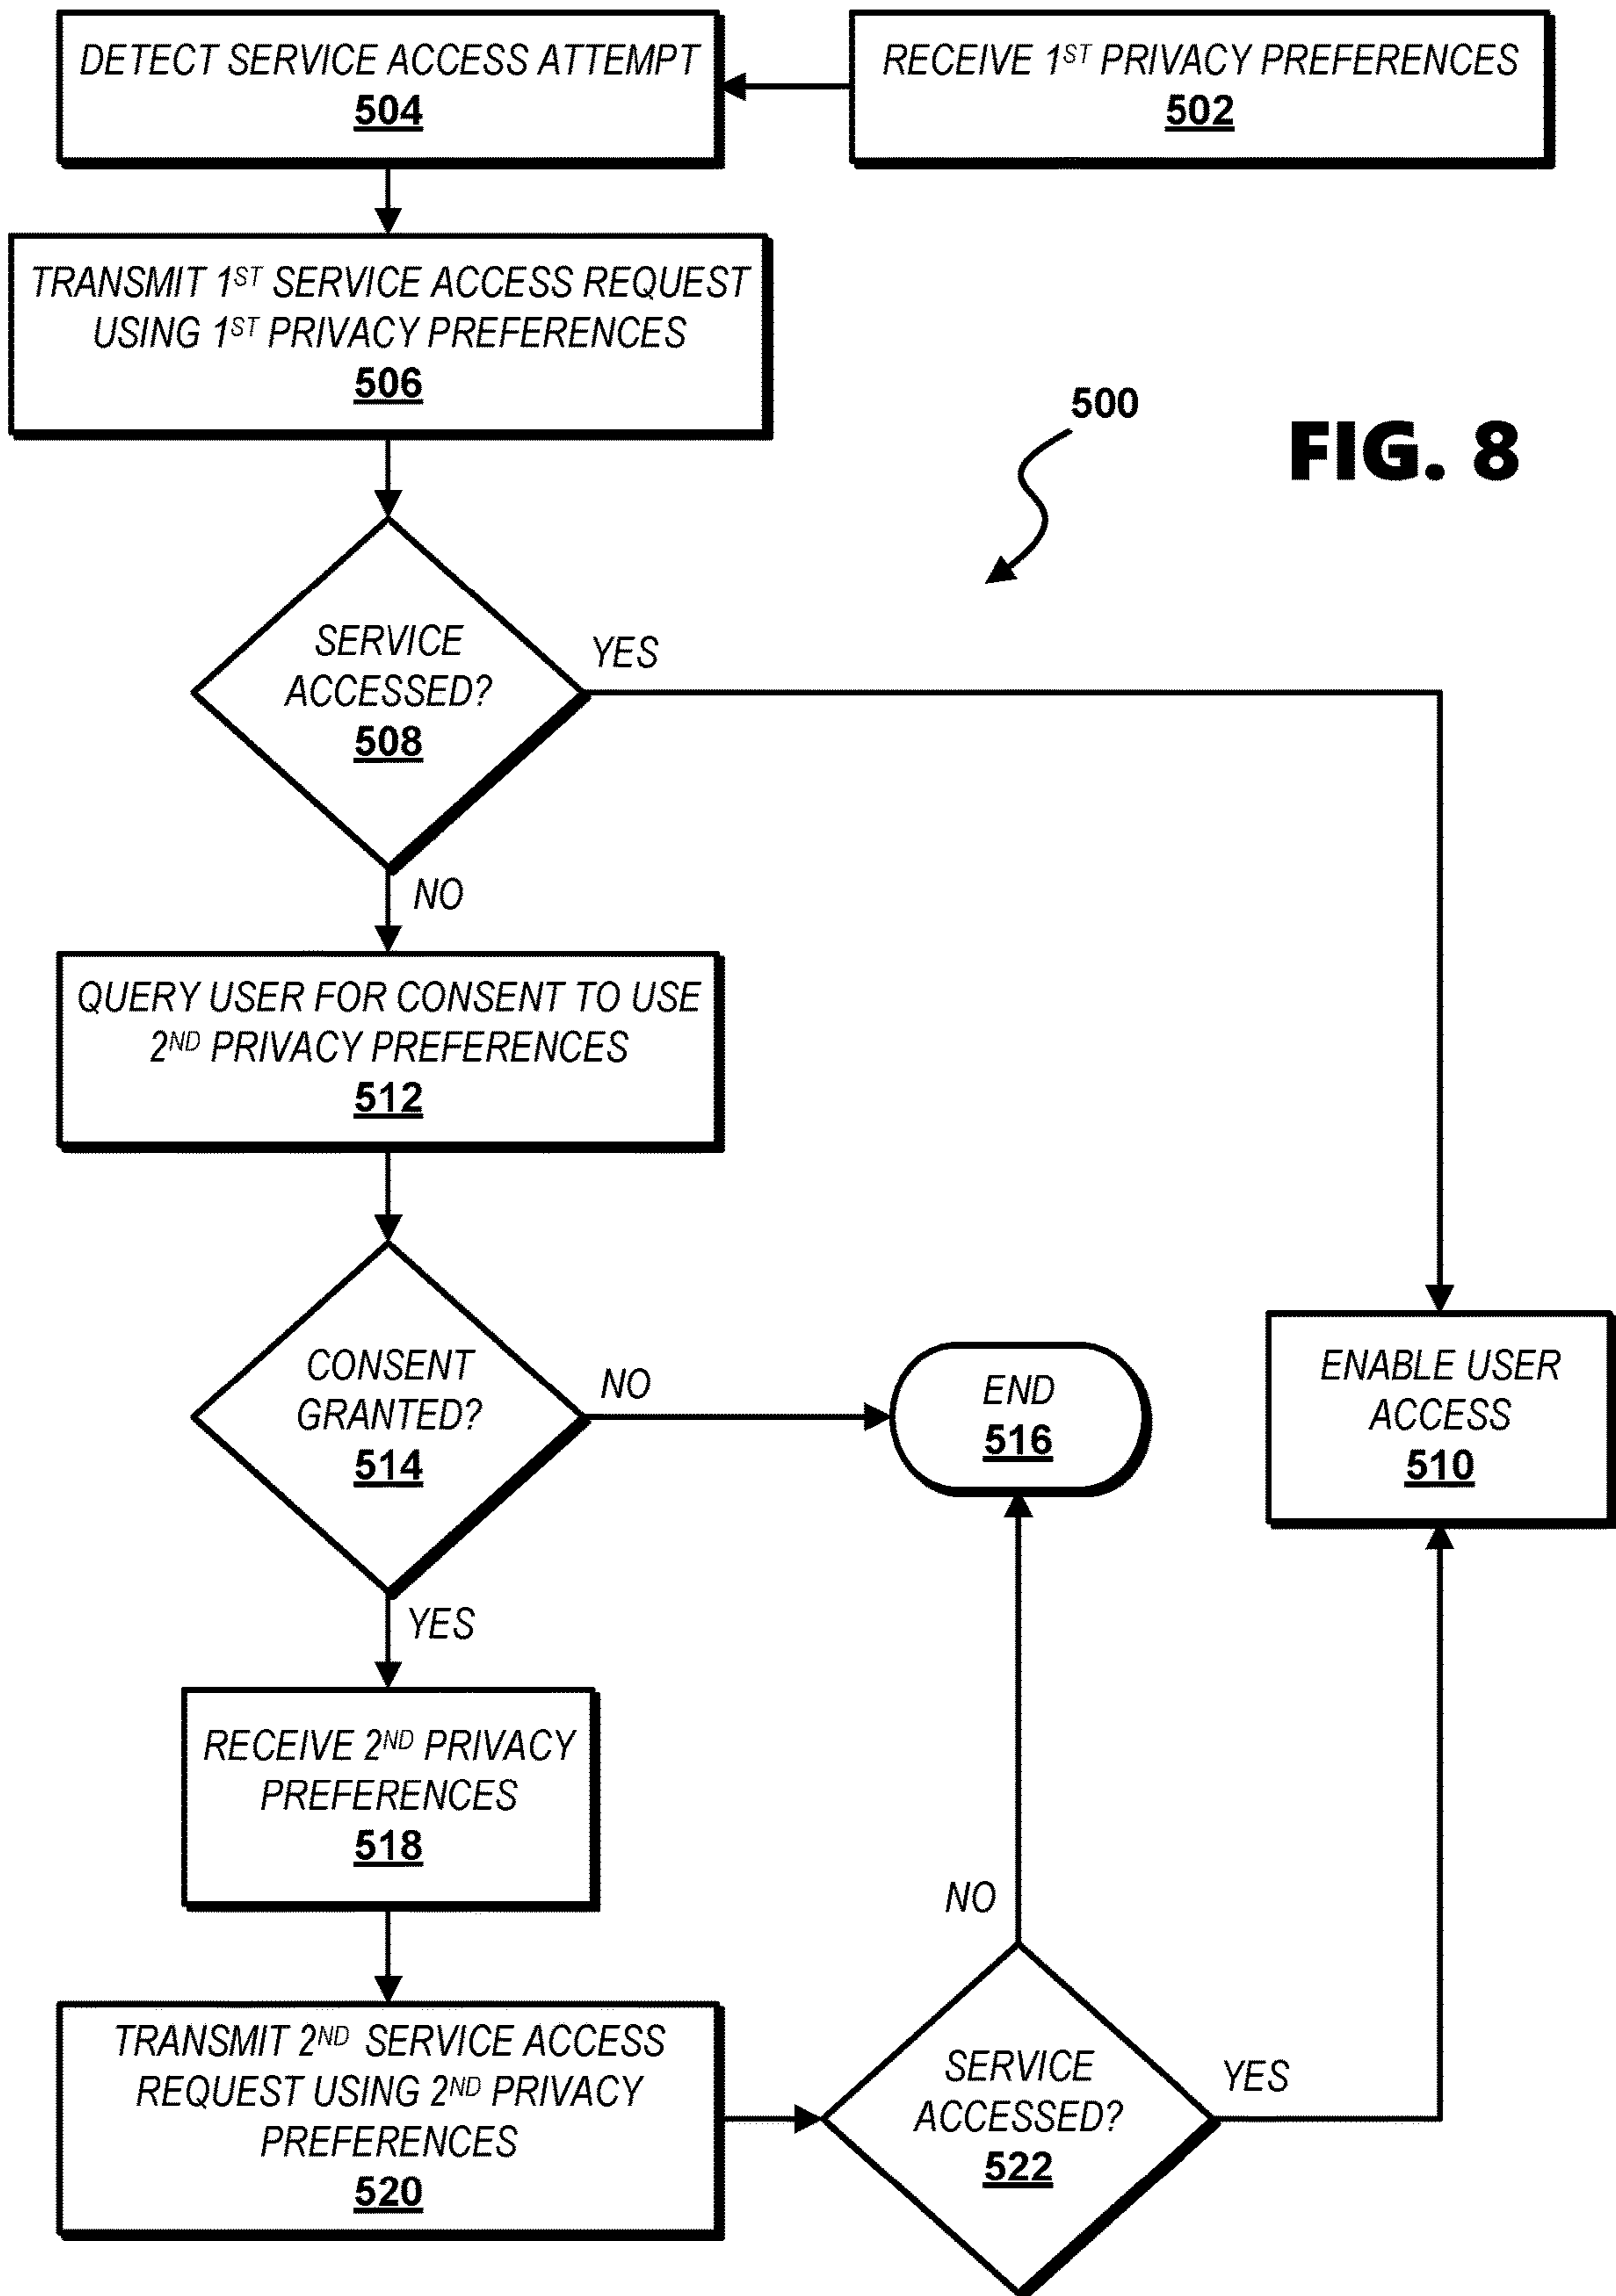 DETECT SERVICE ACCESS ATTEMPT
504
RECEIVE 1ST PRIVACY PREFERENCES
502
TRANSMIT 1ST SERVICE ACCESS REQUEST
USING 1ST PRIVACY PREFERENCES
506
500
FIG. 8
SERVICE
ACCESSED?
508
YES
NO
QUERY USER FOR CONSENT TO USE
2ND PRIVACY PREFERENCES
512
CONSENT
GRANTED?
514
NO
END
516
ENABLE USER
ACCESS
510
YES
RECEIVE 2ND PRIVACY
PREFERENCES
518
NO
TRANSMIT 2ND SERVICE ACCESS
REQUEST USING 2ND PRIVACY
PREFERENCES
520
SERVICE
ACCESSED?
522
YES